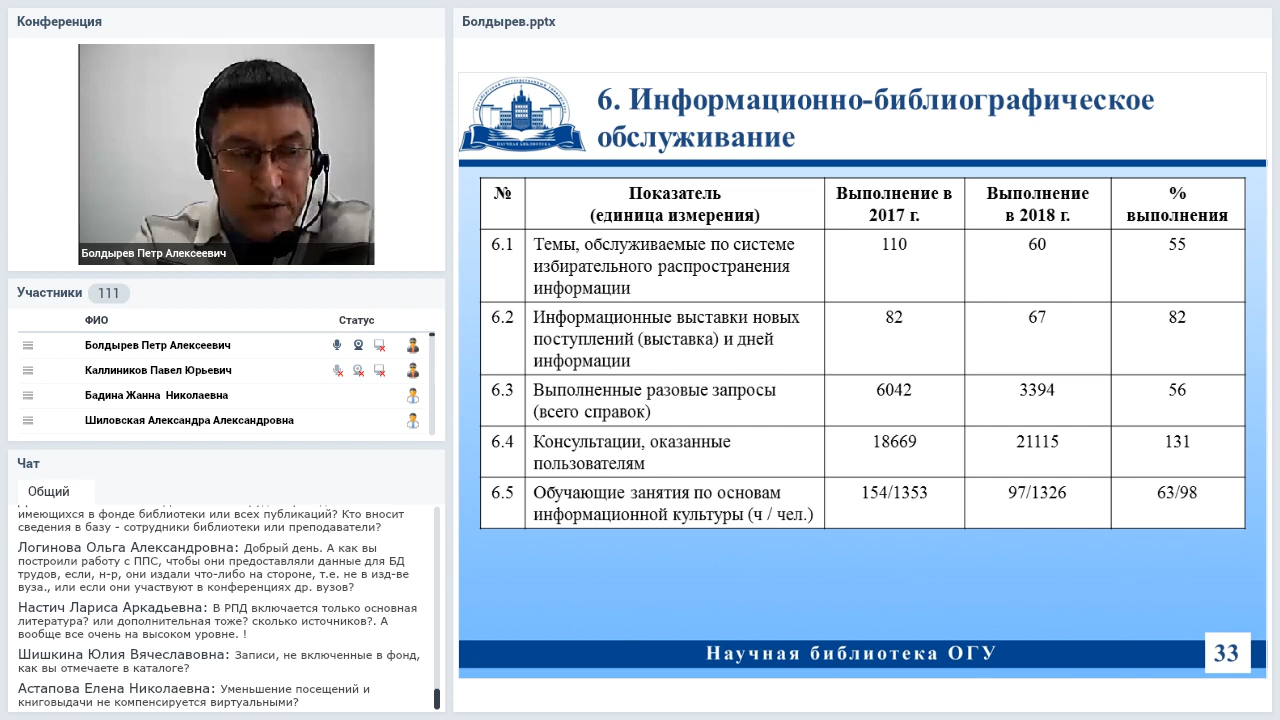 Конференция
Болдырев Петр Алексеевич
Участники 111
ФИО Статус
Болдырев Петр Алексеевич
Каллиников Павел Юрьевич
Бадина Жанна Николаевна
Шиловская Александра Александровна
Чат
Общий
имеющихся в фонде библиотеки или всех публикаций? Кто вносит
сведения в базу - сотрудники библиотеки или преподаватели?
Логинова Ольга Александровна: Добрый день. А как вы
построили работу с ППС, чтобы они предоставляли данные для БД
трудов, если, н-р, они издали что-либо на стороне, т.е. не в изд-ве
вуза., или если они участвуют в конференциях др. вузов?
Настич Лариса Аркадьевна: В РПД включается только основная
литература? или дополнительная тоже? сколько источников?. А
вообще все очень на высоком уровне. !
Шишкина Юлия Вячеславовна: Записи, не включенные в фонд,
как вы отмечаете в каталоге?
Астапова Елена Николаевна: Уменьшение посещений и
книговыдачи не компенсируется виртуальными?
Болдырев.pptx
НАУЧНАЯ БИБЛИОТЕКА
6. Информационно-библиографическое
обслуживание
№ Показатель (единица измерения) Выполнение в 2017 г. Выполнение в 2018 г. % выполнения
6.1 Темы, обслуживаемые по системе 110 60 55
избирательного распространения
информации
6.2 Информационные выставки новых 82 67 82
поступлений (выставка) и дней
информации
6.3 Выполненные разовые запросы 6042 3394 56
(всего справок)
6.4 Консультации, оказанные 18669 21115 131
пользователям
6.5 Обучающие занятия по основам 154/1353 97/1326 63/98
информационной культуры (ч / чел.)
Научная библиотека ОГУ 33